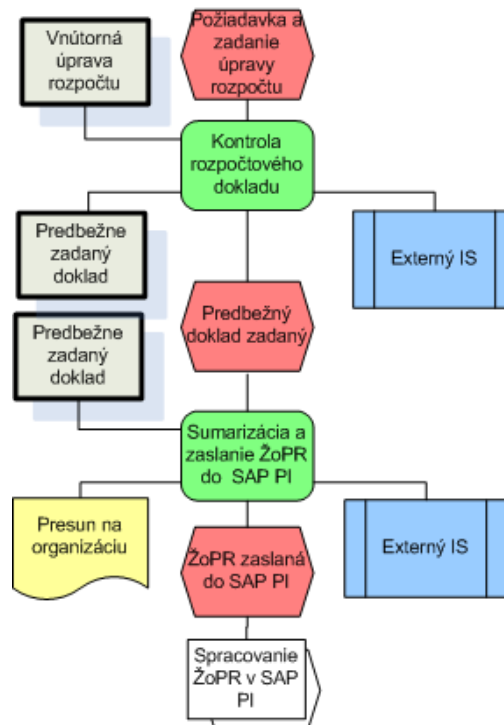 Vnútorná
úprava
rozpočtu
Požiadavka a
zadanie
úpravy
rozpočtu
Kontrola
rozpočtového
dokladu
Predbežne
zadaný
doklad
Externý IS
Predbežný
doklad zadaný
Predbežne
zadaný
doklad
Sumarizácia a
zaslanie ŽoPR
do SAP PI
Presun na
organizáciu
Externý IS
ŽoPR zaslaná
do SAP PI
Spracovanie
ŽoPR v SAP
PI